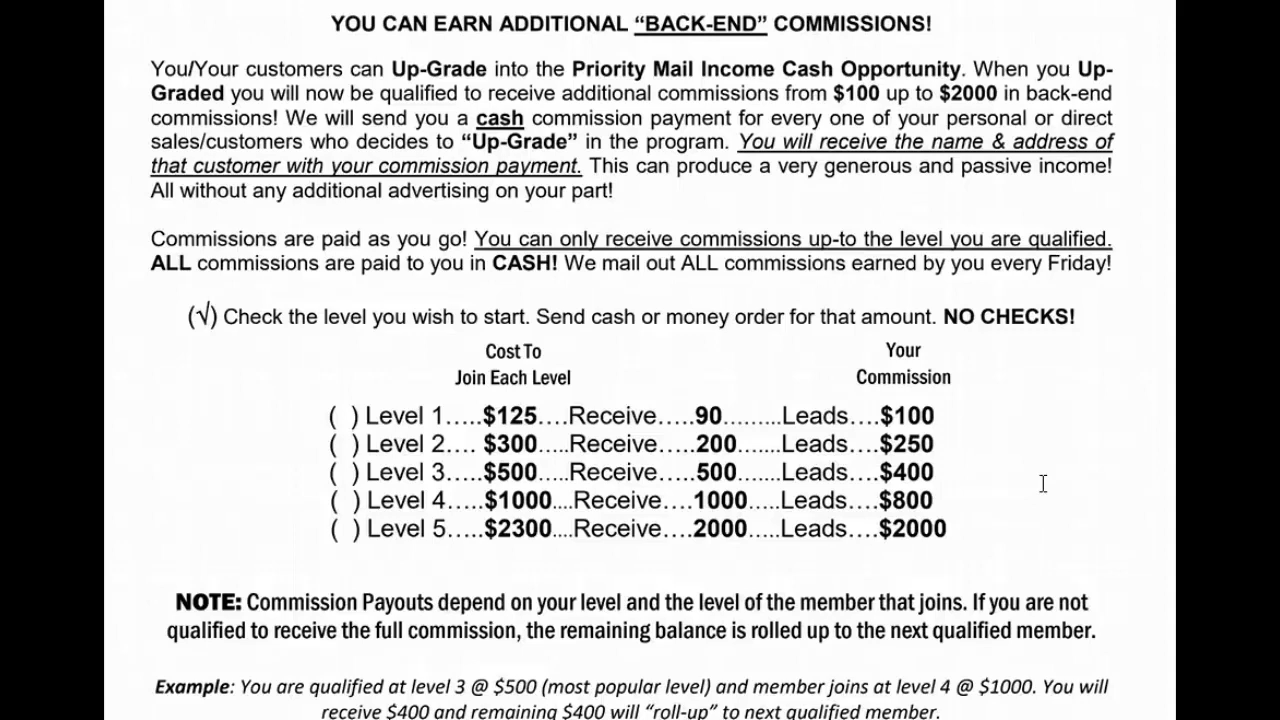 YOU CAN EARN ADDITIONAL “BACK-END” COMMISSIONS!
You/Your customers can Up-Grade into the Priority Mail Income Cash Opportunity. When you Up-
Graded you will now be qualified to receive additional commissions from $100 up to $2000 in back-end
commissions! We will send you a cash commission payment for every one of your personal or direct
sales/customers who decides to “Up-Grade” in the program. You will receive the name & address of
that customer with your commission payment. This can produce a very generous and passive income!
All without any additional advertising on your part!
Commissions are paid as you go! You can only receive commissions up-to the level you are qualified.
ALL commissions are paid to you in CASH! We mail out ALL commissions earned by you every Friday!
(√) Check the level you wish to start. Send cash or money order for that amount. NO CHECKS!
Cost To Your
Join Each Level Commission
( ) Level 1.....$125....Receive.....90.........Leads....$100
( ) Level 2.... $300.....Receive.....200.......Leads....$250
( ) Level 3.....$500.....Receive.....500.......Leads....$400
( ) Level 4.....$1000....Receive....1000.....Leads....$800
( ) Level 5.....$2300....Receive....2000.....Leads....$2000
NOTE: Commission Payouts depend on your level and the level of the member that joins. If you are not
qualified to receive the full commission, the remaining balance is rolled up to the next qualified member.
Example: You are qualified at level 3 @ $500 (most popular level) and member joins at level 4 @ $1000. You will
receive $400 and remaining $400 will “roll-up” to next qualified member.